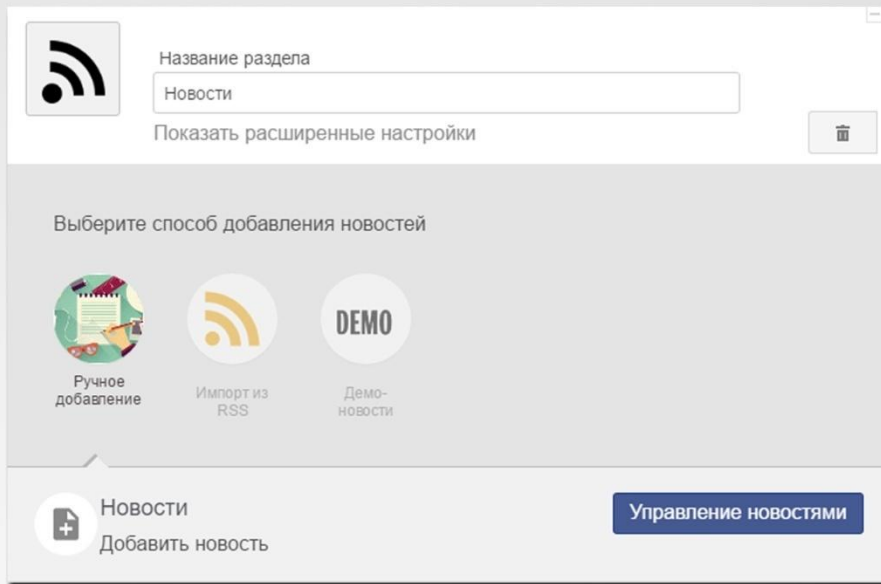 Название раздела
Новости
Показать расширенные настройки
Выберите способ добавления новостей
DEMO
Ручное
добавление
Импорт из
RSS
Демо-
новости
Новости
Управление новостями
Добавить новость